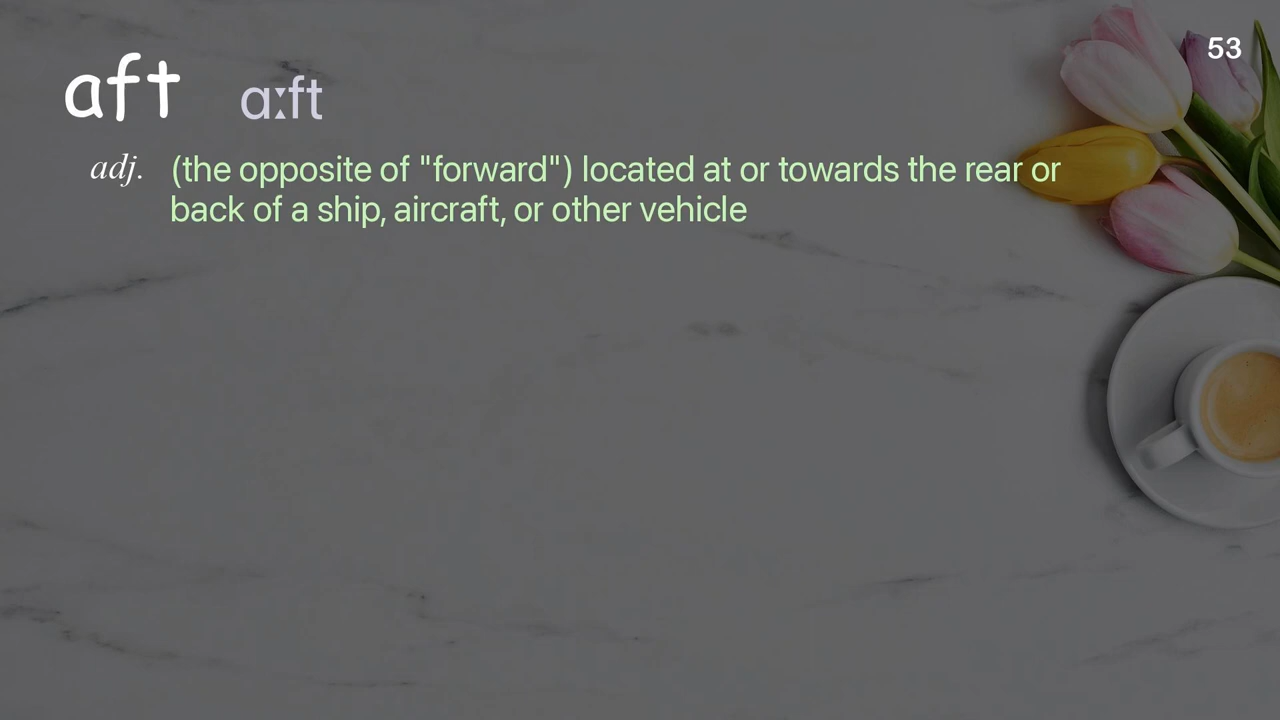 53
aft ɑːft
adj. (the opposite of "forward") located at or towards the rear or
back of a ship, aircraft, or other vehicle